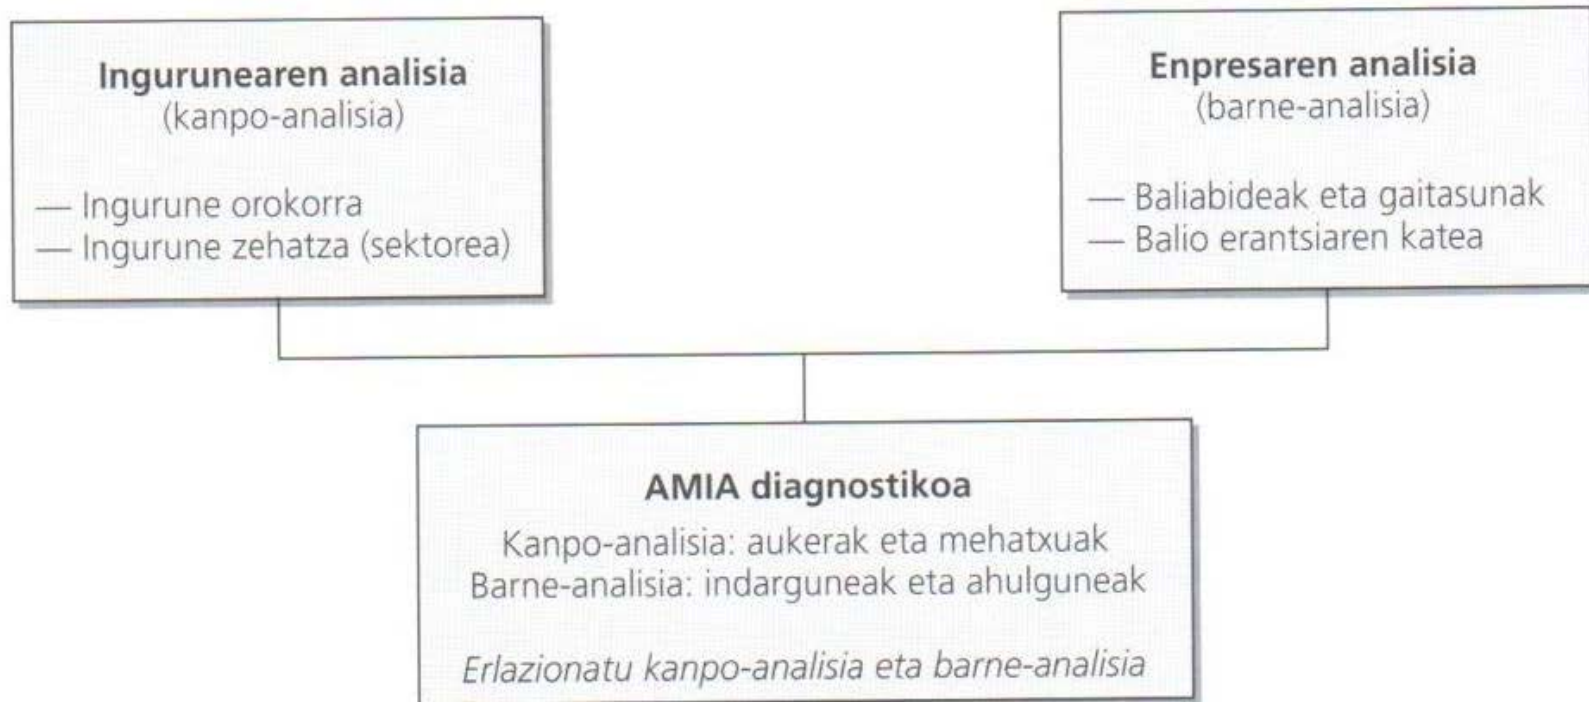 Ingurunearen analisia
(kanpo-analisia)
— Ingurune orokorra
— Ingurune zehatza (sektorea)
Enpresaren analisia
(barne-analisia)
— Baliabideak eta gaitasunak
— Balio erantsiaren katea
AMIA diagnostikoa
Kanpo-analisia: aukerak eta mehatxuak
Barne-analisia: indarguneak eta ahulguneak
Erlazionatu kanpo-analisia eta barne-analisia